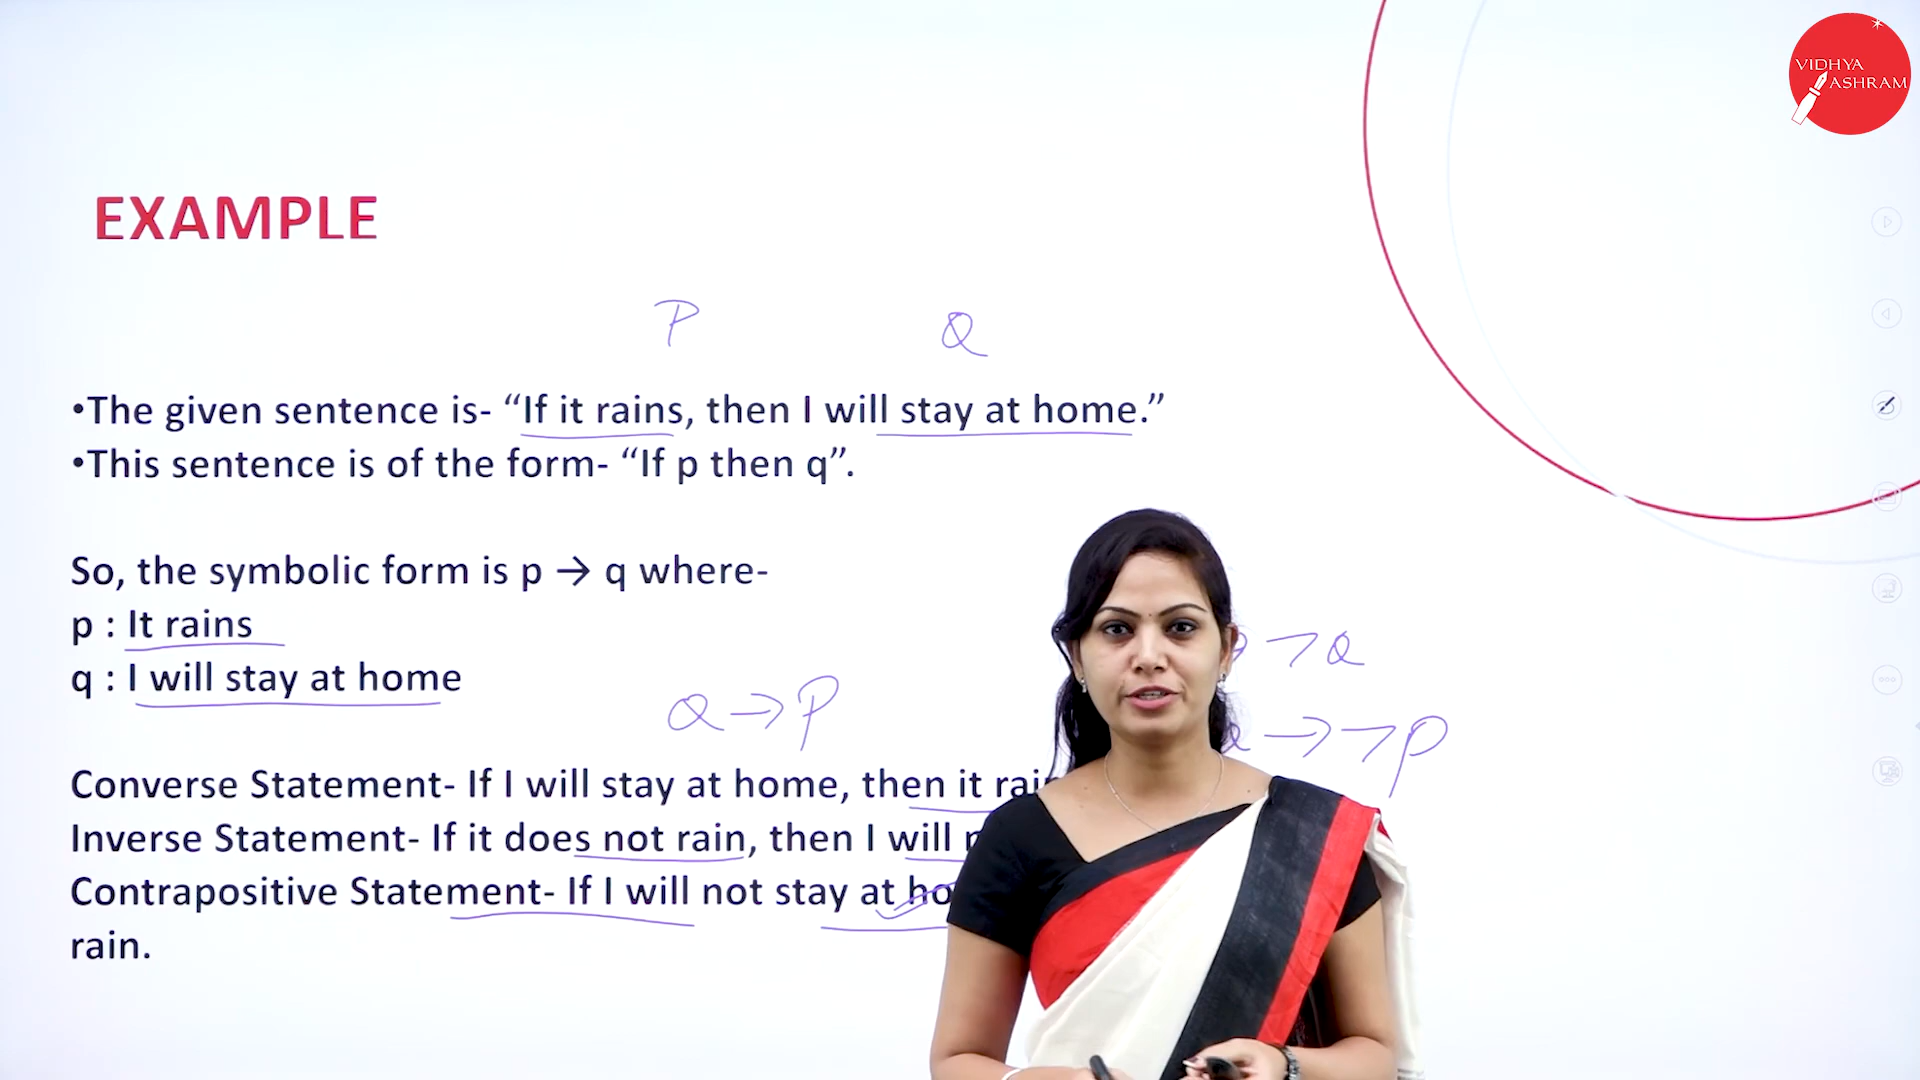 VIDHYA
ASHRAM
EXAMPLE
P Q
•The given sentence is- “If it rains, then I will stay at home.”
•This sentence is of the form- “If p then q”.
So, the symbolic form is p → q where-
p : It rains
q : I will stay at home
¬Q
Q → P
→ ¬P
Converse Statement- If I will stay at home, then it
Inverse Statement- If it does not rain, then I will
Contrapositive Statement- If I will not stay at
rain.